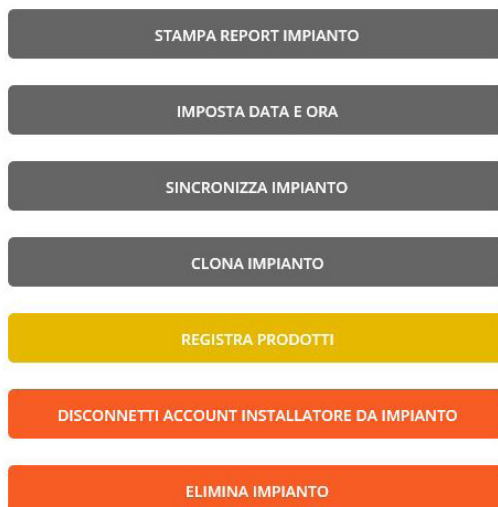 STAMPA REPORT IMPIANTO
IMPOSTA DATA E ORA
SINCRONIZZA IMPIANTO
CLONA IMPIANTO
REGISTRA PRODOTTI
DISCONNETTI ACCOUNT INSTALLATORE DA IMPIANTO
ELIMINA IMPIANTO